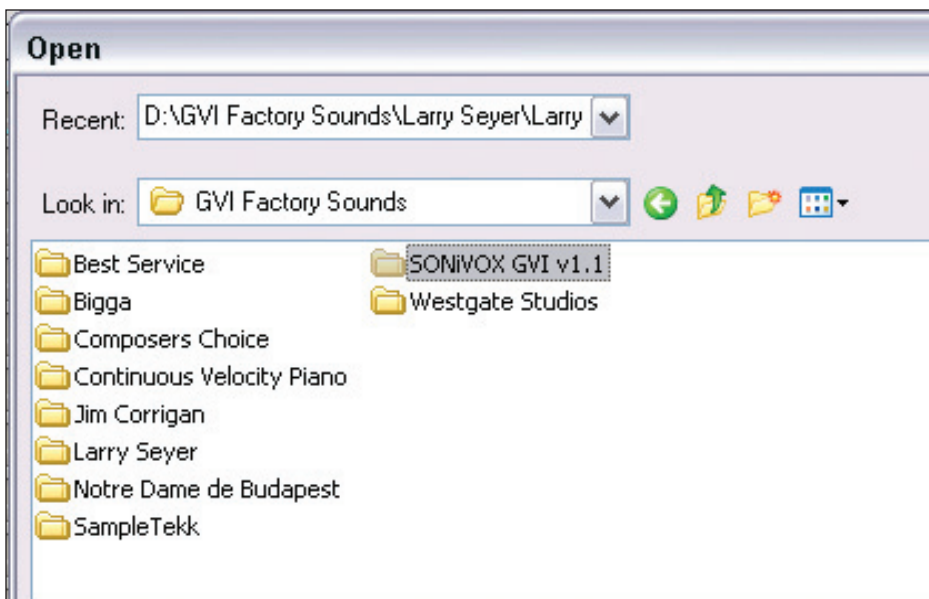 Open
Recent: D:\GVI Factory Sounds\Larry Seyer\Larry
Look in: GVI Factory Sounds
Best Service
Bigga
Composers Choice
Continuous Velocity Piano
Jim Corrigan
Larry Seyer
Notre Dame de Budapest
SampleTekk
SONiVOX GVI v1.1
Westgate Studios